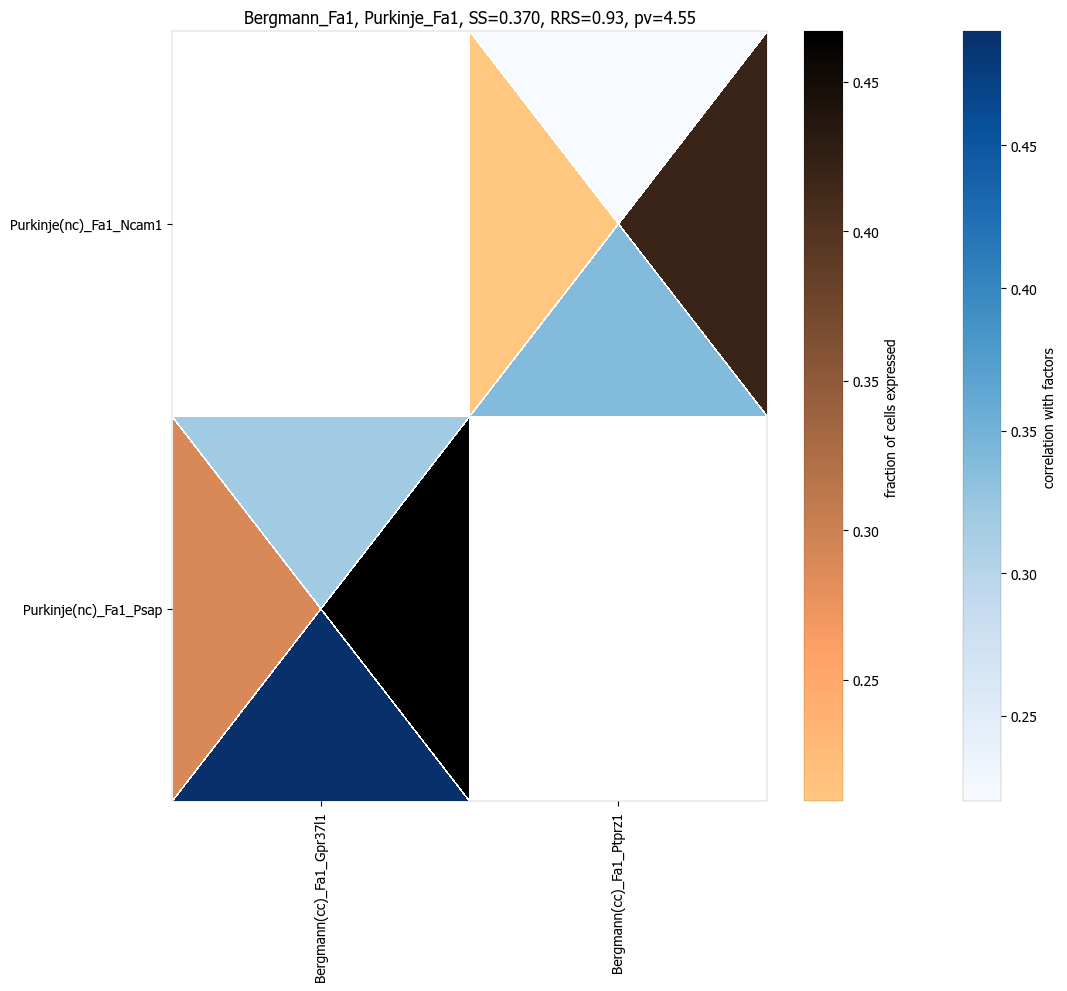 Bergmann_Fa1, Purkinje_Fa1, SS=0.370, RRS=0.93, pv=4.55
Purkinje(nc)_Fa1_Ncam1
Purkinje(nc)_Fa1_Psap
Bergmann(cc)_Fa1_Gpr37l1
Bergmann(cc)_Fa1_Ptprz1
0.45
0.40
0.35
0.30
0.25
fraction of cells expressed
0.45
0.40
0.35
0.30
0.25
correlation with factors